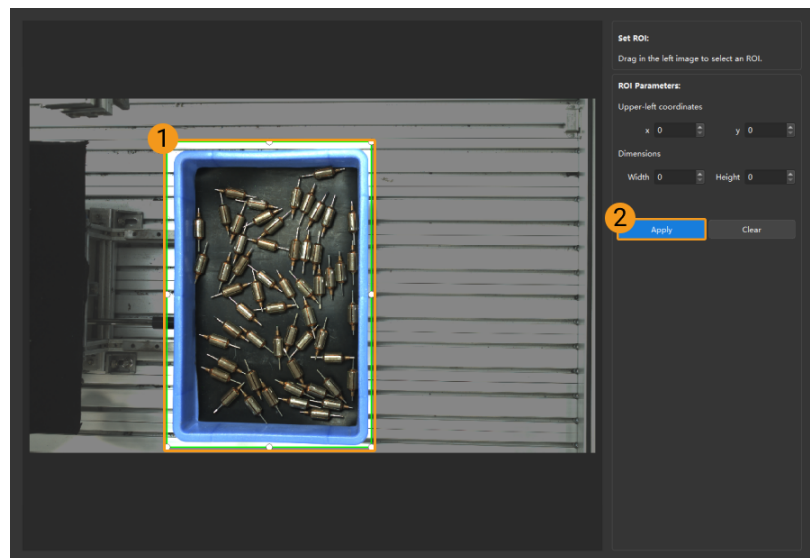 Set ROI:
Drag in the left image to select an ROI.
ROI Parameters:
Upper-left coordinates
x 0 y 0
Dimensions
Width 0 Height 0
1
2
Apply Clear